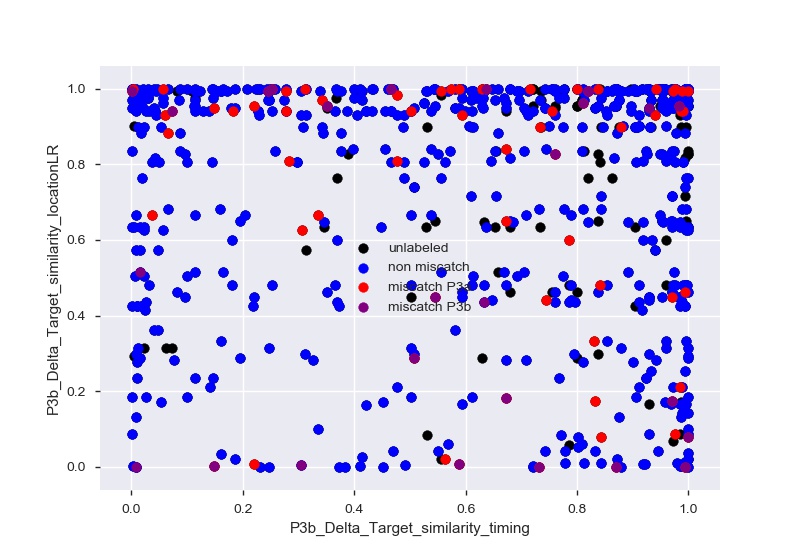 P3b_Delta_Target_similarity_locationLR
1.0
0.8
0.6
0.4
0.2
0.0
unlabeled
non miscatch
miscatch P3a
miscatch P3b
0.0 0.2 0.4 0.6 0.8 1.0
P3b_Delta_Target_similarity_timing